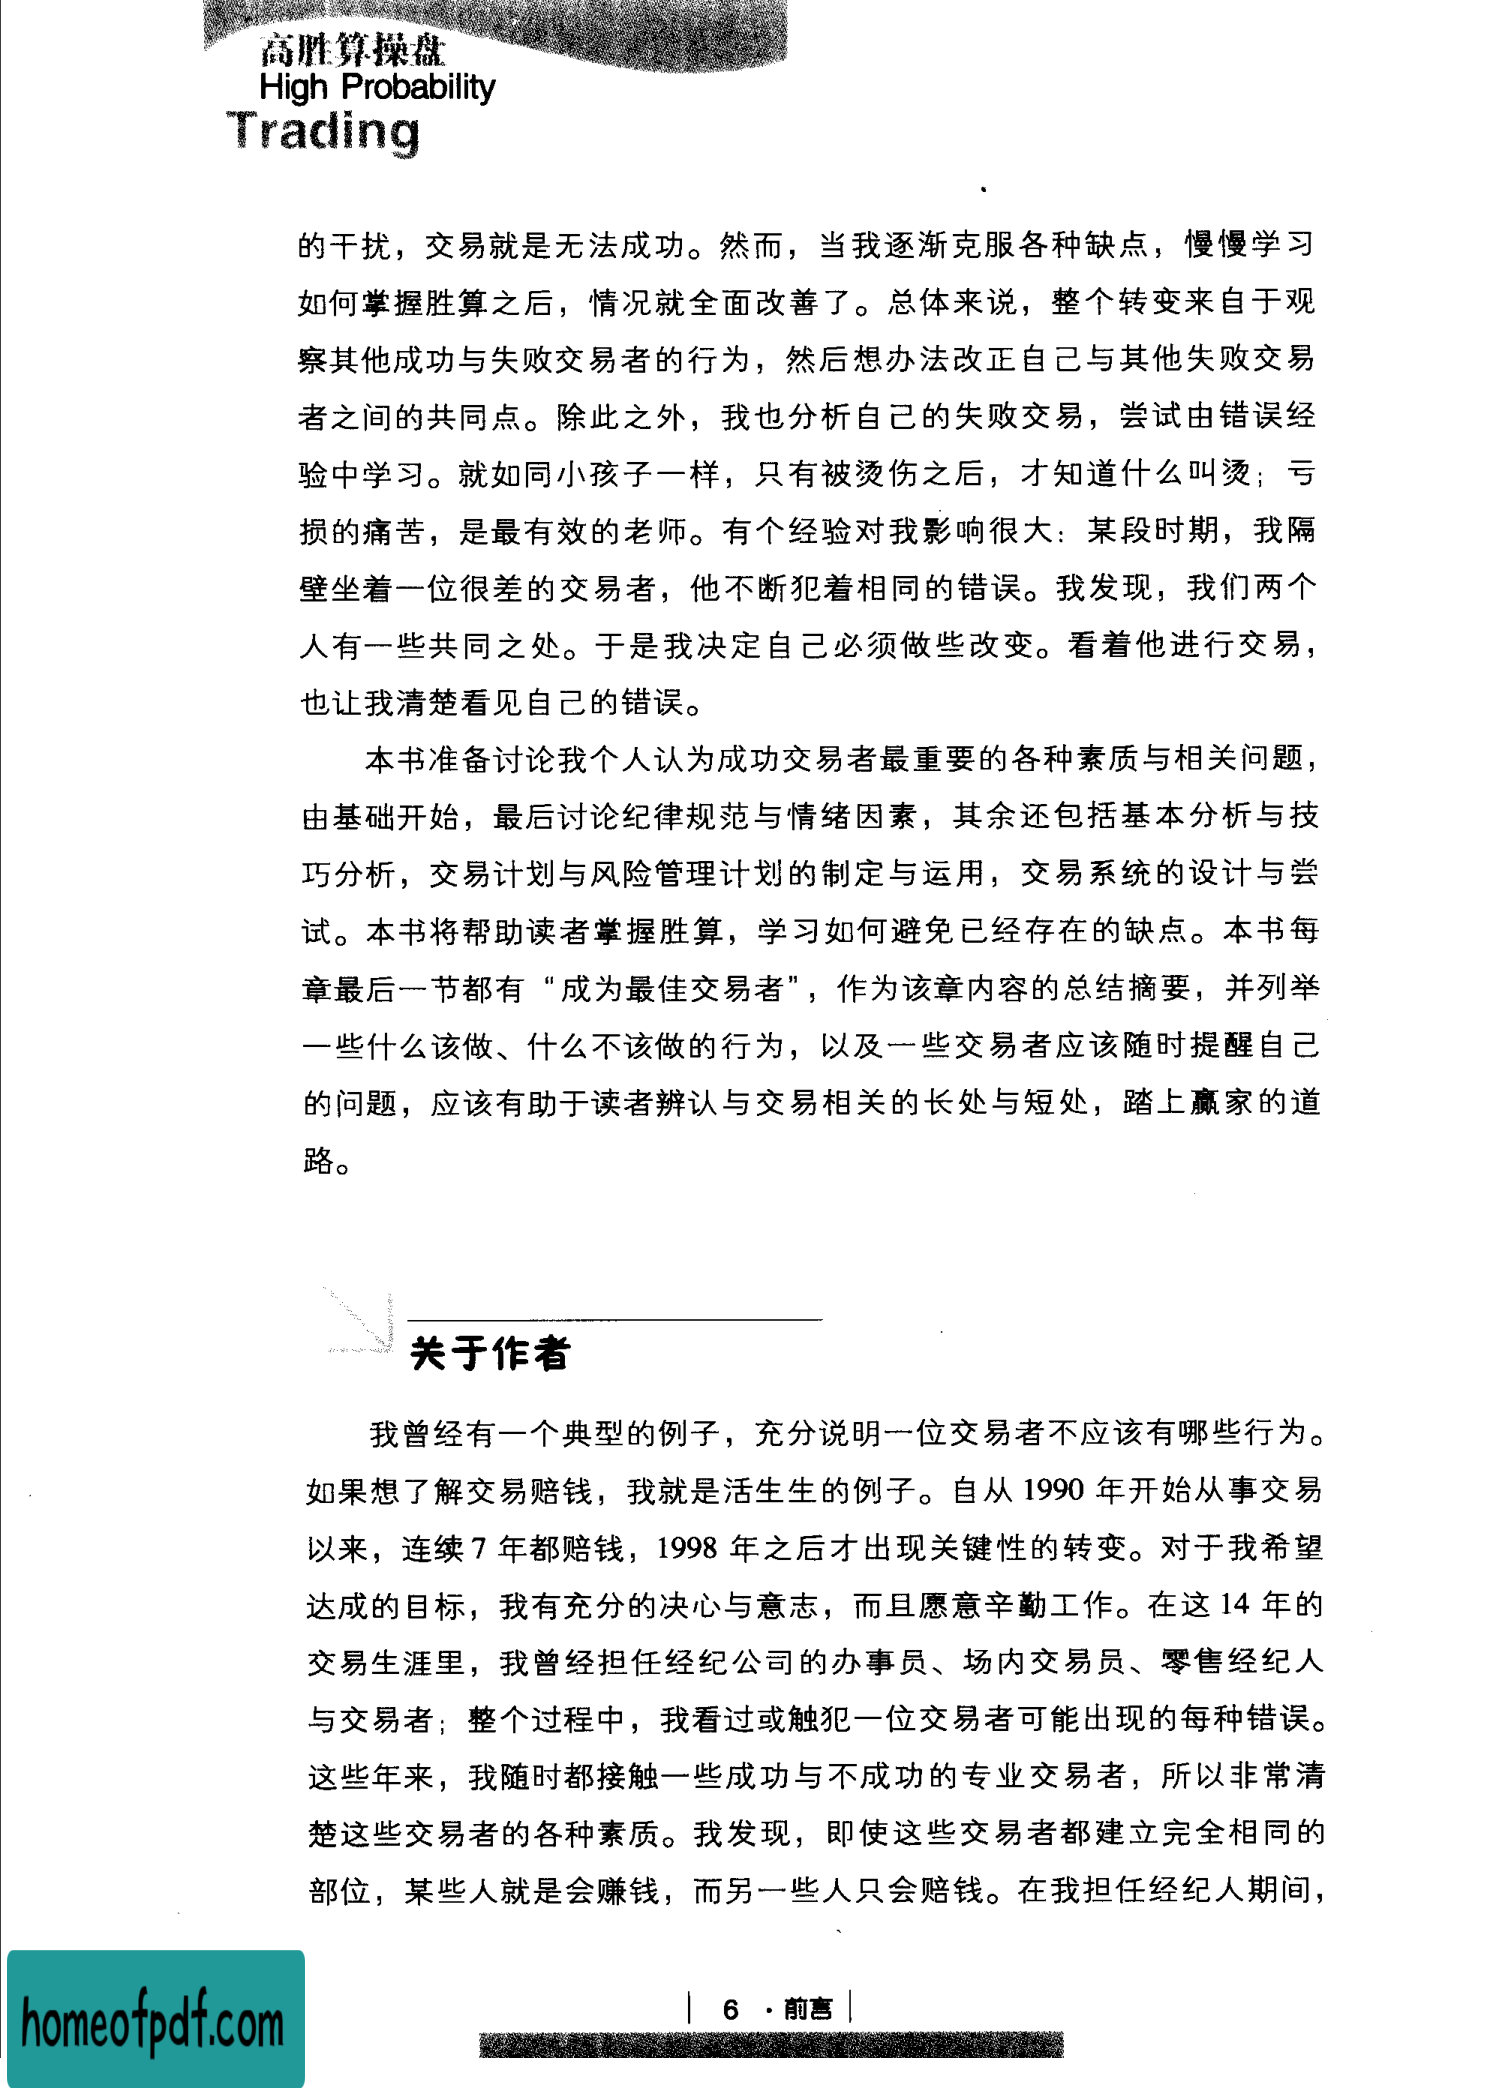 高胜算操盘
High Probability
Trading
的干扰，交易就是无法成功。然而，当我逐渐克服各种缺点，慢慢学习
如何掌握胜算之后，情况就全面改善了。总体来说，整个转变来自于观
察其他成功与失败交易者的行为，然后想办法改正自己与其他失败交易
者之间的共同点。除此之外，我也分析自己的失败交易，尝试由错误经
验中学习。就如同小孩子一样，只有被烫伤之后，才知道什么叫烫；亏
损的痛苦，是最有效的老师。有个经验对我影响很大：某段时期，我隔
壁坐着一位很差的交易者，他不断犯着相同的错误。我发现，我们两个
人有一些共同之处。于是我决定自己必须做些改变。看着他进行交易，
也让我清楚看见自己的错误。
本书准备讨论我个人认为成功交易者最重要的各种素质与相关问题，
由基础开始，最后讨论纪律规范与情绪因素，其余还包括基本分析与技
巧分析，交易计划与风险管理计划的制定与运用，交易系统的设计与尝
试。本书将帮助读者掌握胜算，学习如何避免已经存在的缺点。本书每
章最后一节都有“成为最佳交易者”，作为该章内容的总结摘要，并列举
一些什么该做、什么不该做的行为，以及一些交易者应该随时提醒自己
的问题，应该有助于读者辨认与交易相关的长处与短处，踏上赢家的道
路。
关于作者
我曾经有一个典型的例子，充分说明一位交易者不应该有哪些行为。
如果想了解交易赔钱，我就是活生生的例子。自从 1990 年开始从事交易
以来，连续 7 年都赔钱，1998 年之后才出现关键性的转变。对于我希望
达成的目标，我有充分的决心与意志，而且愿意辛勤工作。在这 14 年的
交易生涯里，我曾经担任经纪公司的办事员、场内交易员、零售经纪人
与交易者；整个过程中，我看过或触犯一位交易者可能出现的每种错误。
这些年来，我随时都接触一些成功与不成功的专业交易者，所以非常清
楚这些交易者的各种素质。我发现，即使这些交易者都建立完全相同的
部位，某些人就是会赚钱，而另一些人只会赔钱。在我担任经纪人期间，
6 · 前言
homeofpdf.com